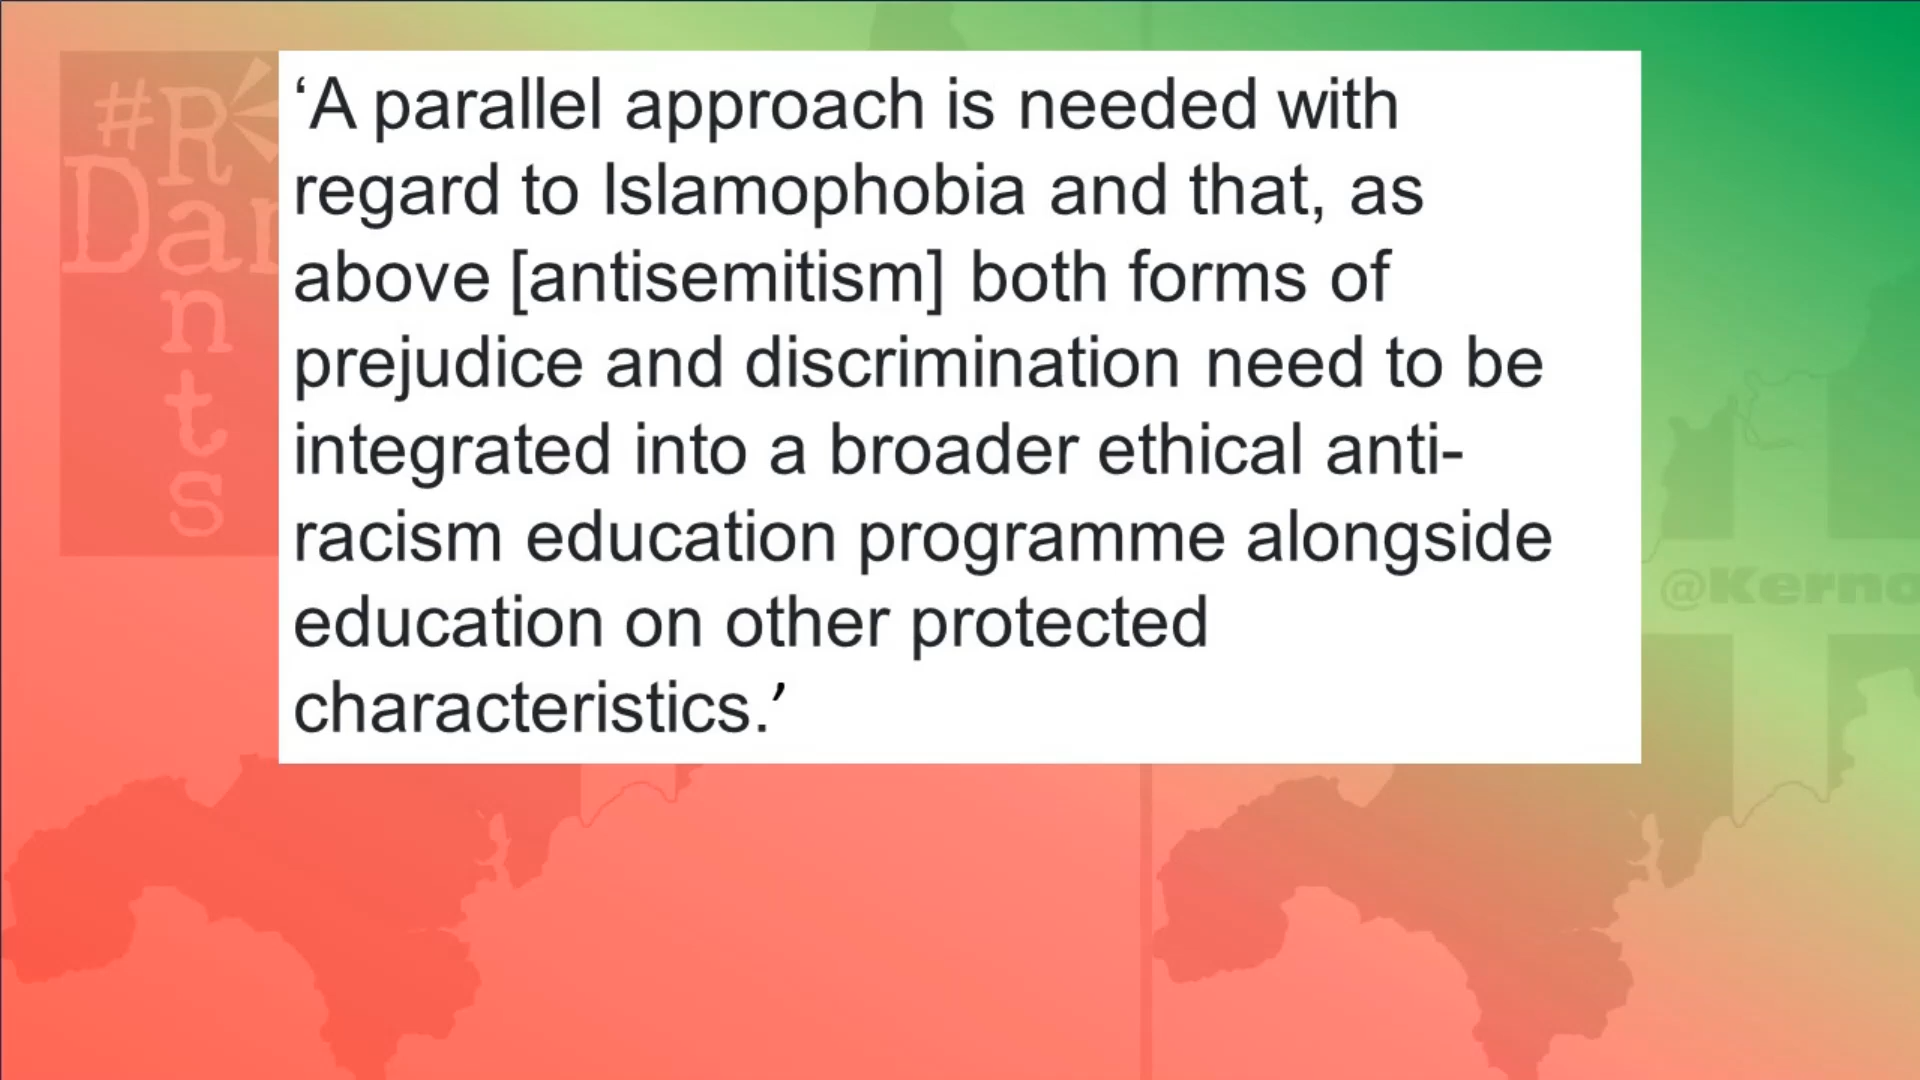 ‘A parallel approach is needed with
regard to Islamophobia and that, as
above [antisemitism] both forms of
prejudice and discrimination need to be
integrated into a broader ethical anti-
racism education programme alongside
education on other protected
characteristics.’
#R
Dan
n
t
s